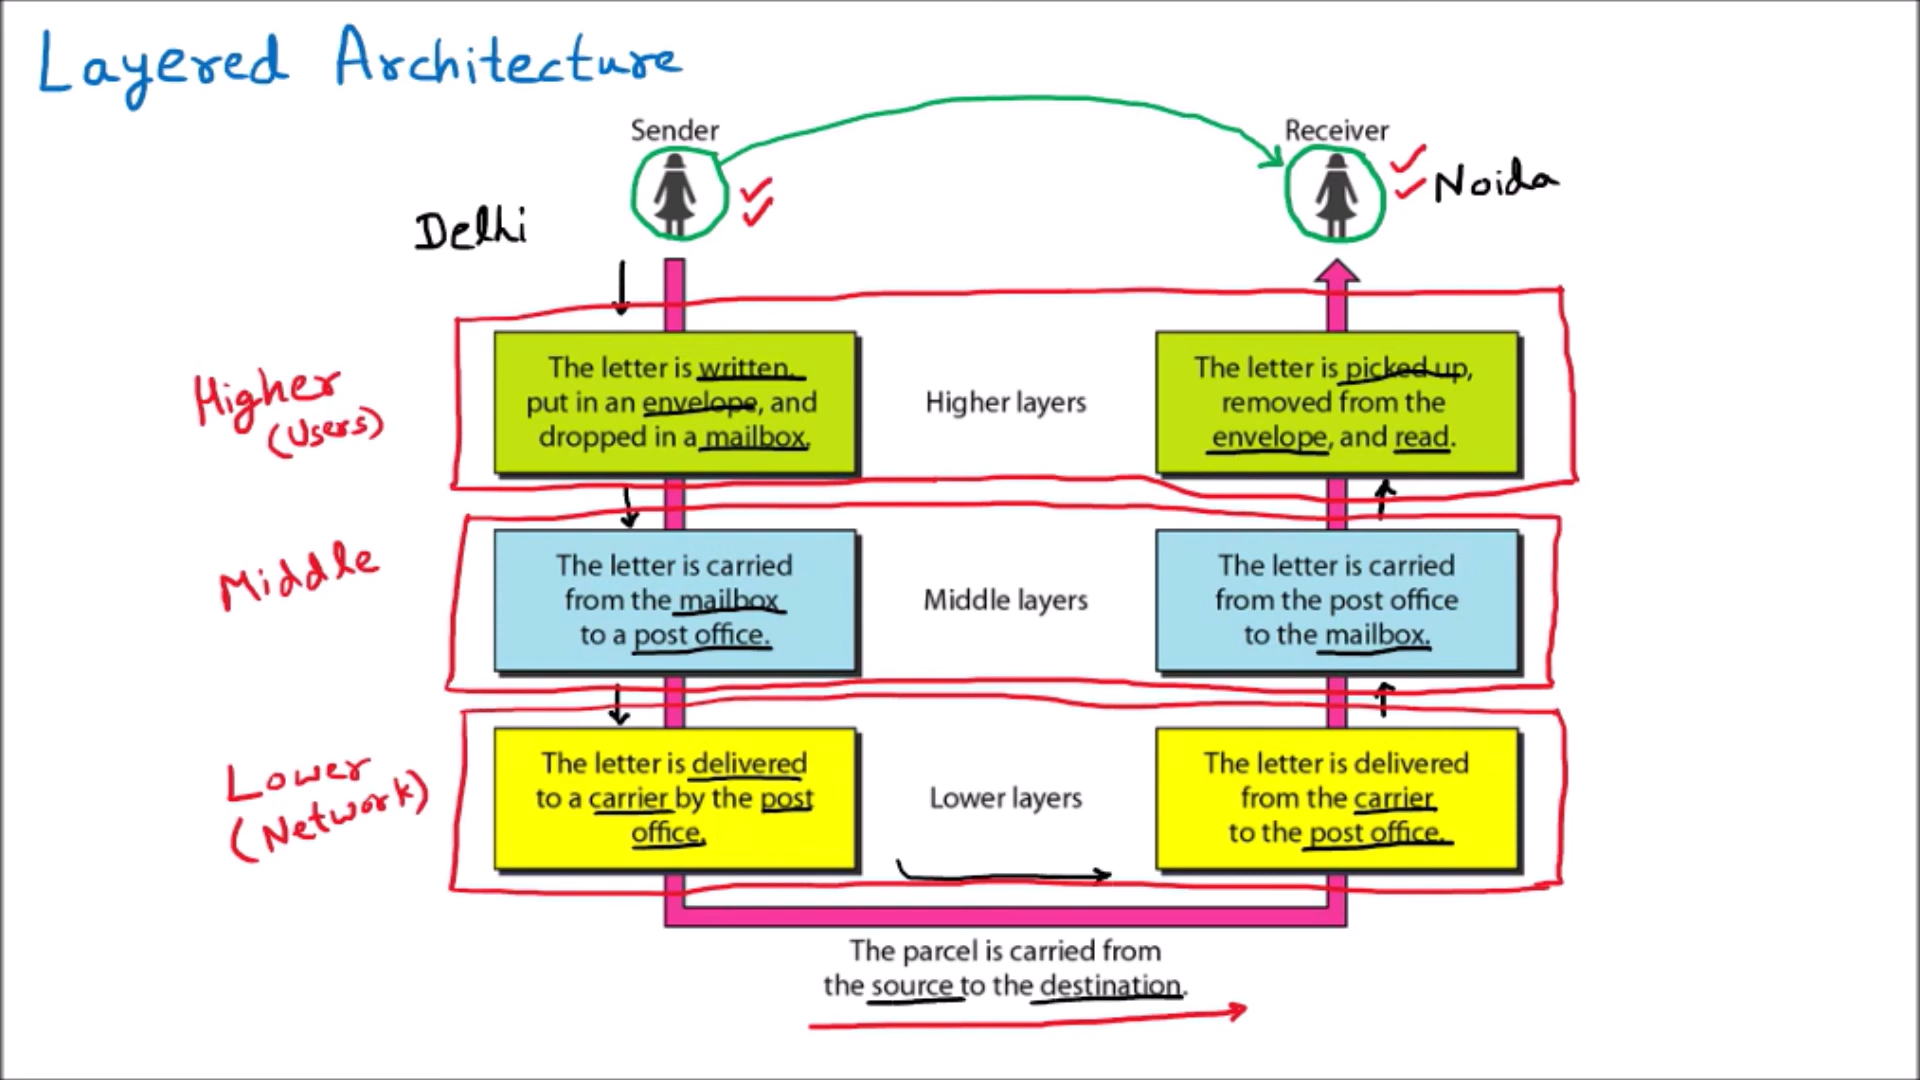 Layered Architecture
Sender
Receiver
Delhi
Noida
Higher
(Users)
The letter is written,
put in an envelope, and
dropped in a mailbox.
Higher layers
The letter is picked up,
removed from the
envelope, and read.
Middle
The letter is carried
from the mailbox
to a post office.
Middle layers
The letter is carried
from the post office
to the mailbox.
Lower
(Network)
The letter is delivered
to a carrier by the post
office.
Lower layers
The letter is delivered
from the carrier
to the post office.
The parcel is carried from
the source to the destination.